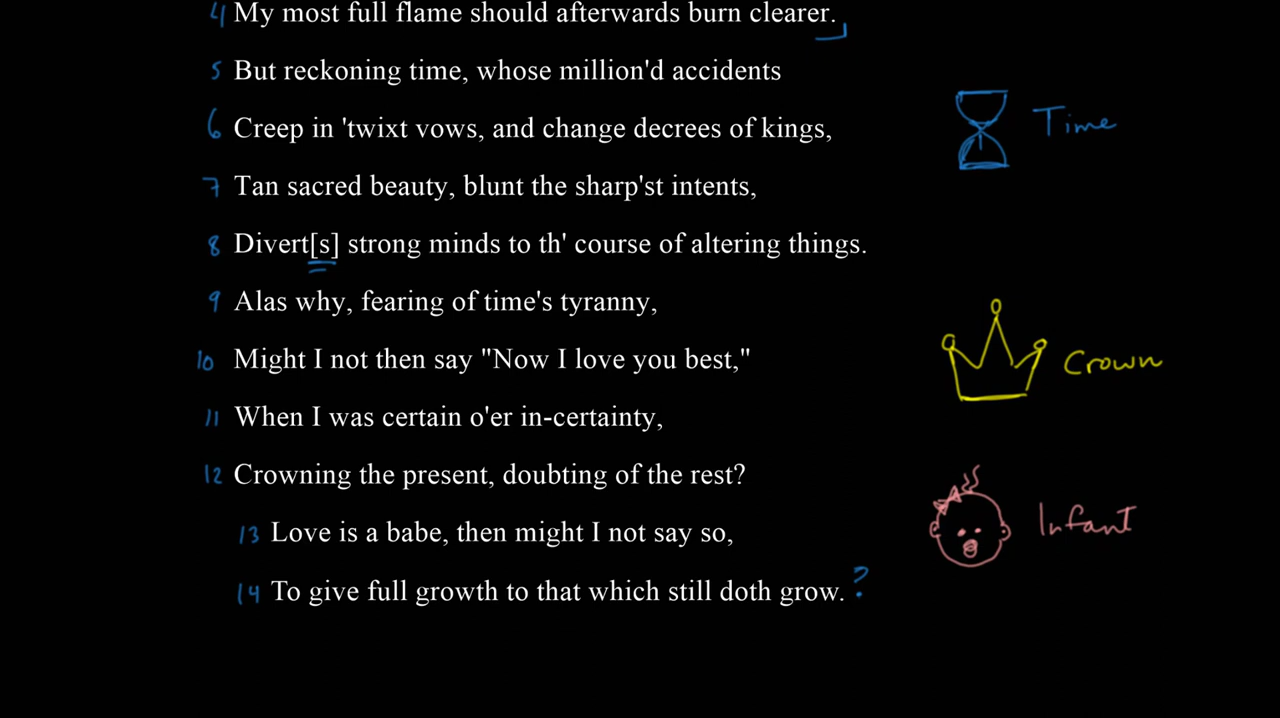 4 My most full flame should afterwards burn clearer.
5 But reckoning time, whose million'd accidents
Time
6 Creep in 'twixt vows, and change decrees of kings,
7 Tan sacred beauty, blunt the sharp'st intents,
8 Divert[s] strong minds to th' course of altering things.
9 Alas why, fearing of time's tyranny,
10 Might I not then say "Now I love you best,"
Crown
11 When I was certain o'er in-certainty,
12 Crowning the present, doubting of the rest?
Infant
13 Love is a babe, then might I not say so,
14 To give full growth to that which still doth grow. ?